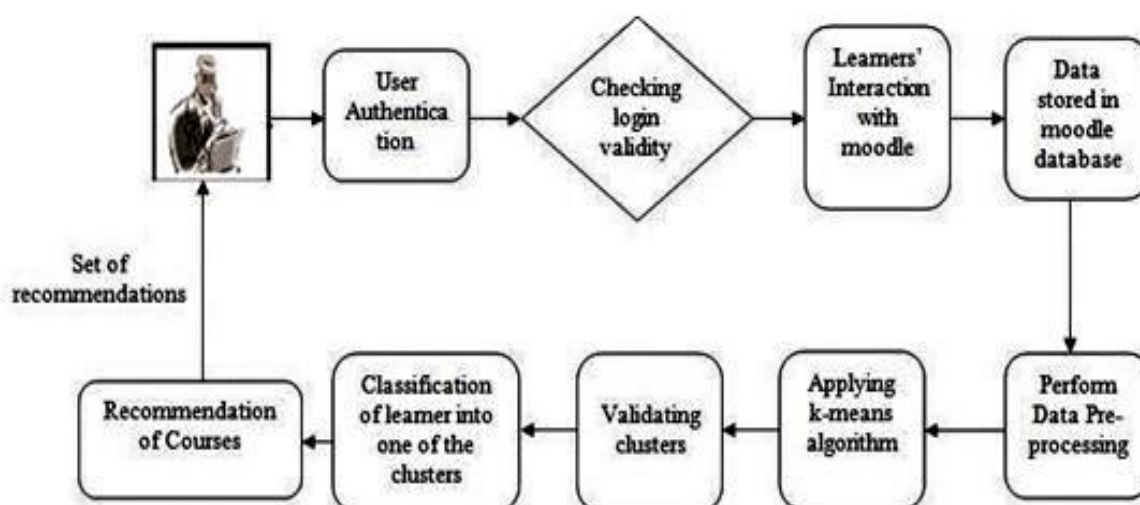 User
Authentica
tion
Checking
login
validity
Learners'
Interaction
with
moodle
Data
stored in
moodle
database
Set of
recommendations
Recommendation
of Courses
Classification
of learner into
one of the
clusters
Validating
clusters
Applying
k-means
algorithm
Perform
Data Pre-
processing